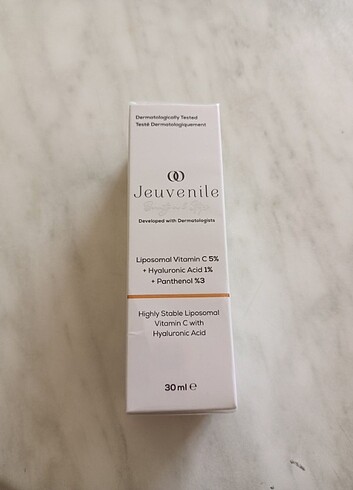 Dermatologically Tested
Testé Dermatologiquement
Jeuvenile
Developed with Dermatologists
Liposomal Vitamin C 5%
+ Hyaluronic Acid 1%
+ Panthenol %3
Highly Stable Liposomal
Vitamin C with
Hyaluronic Acid
30 ml ℮